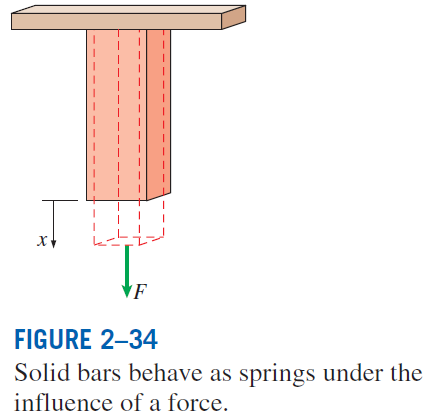 x
F
FIGURE 2–34
Solid bars behave as springs under the
influence of a force.